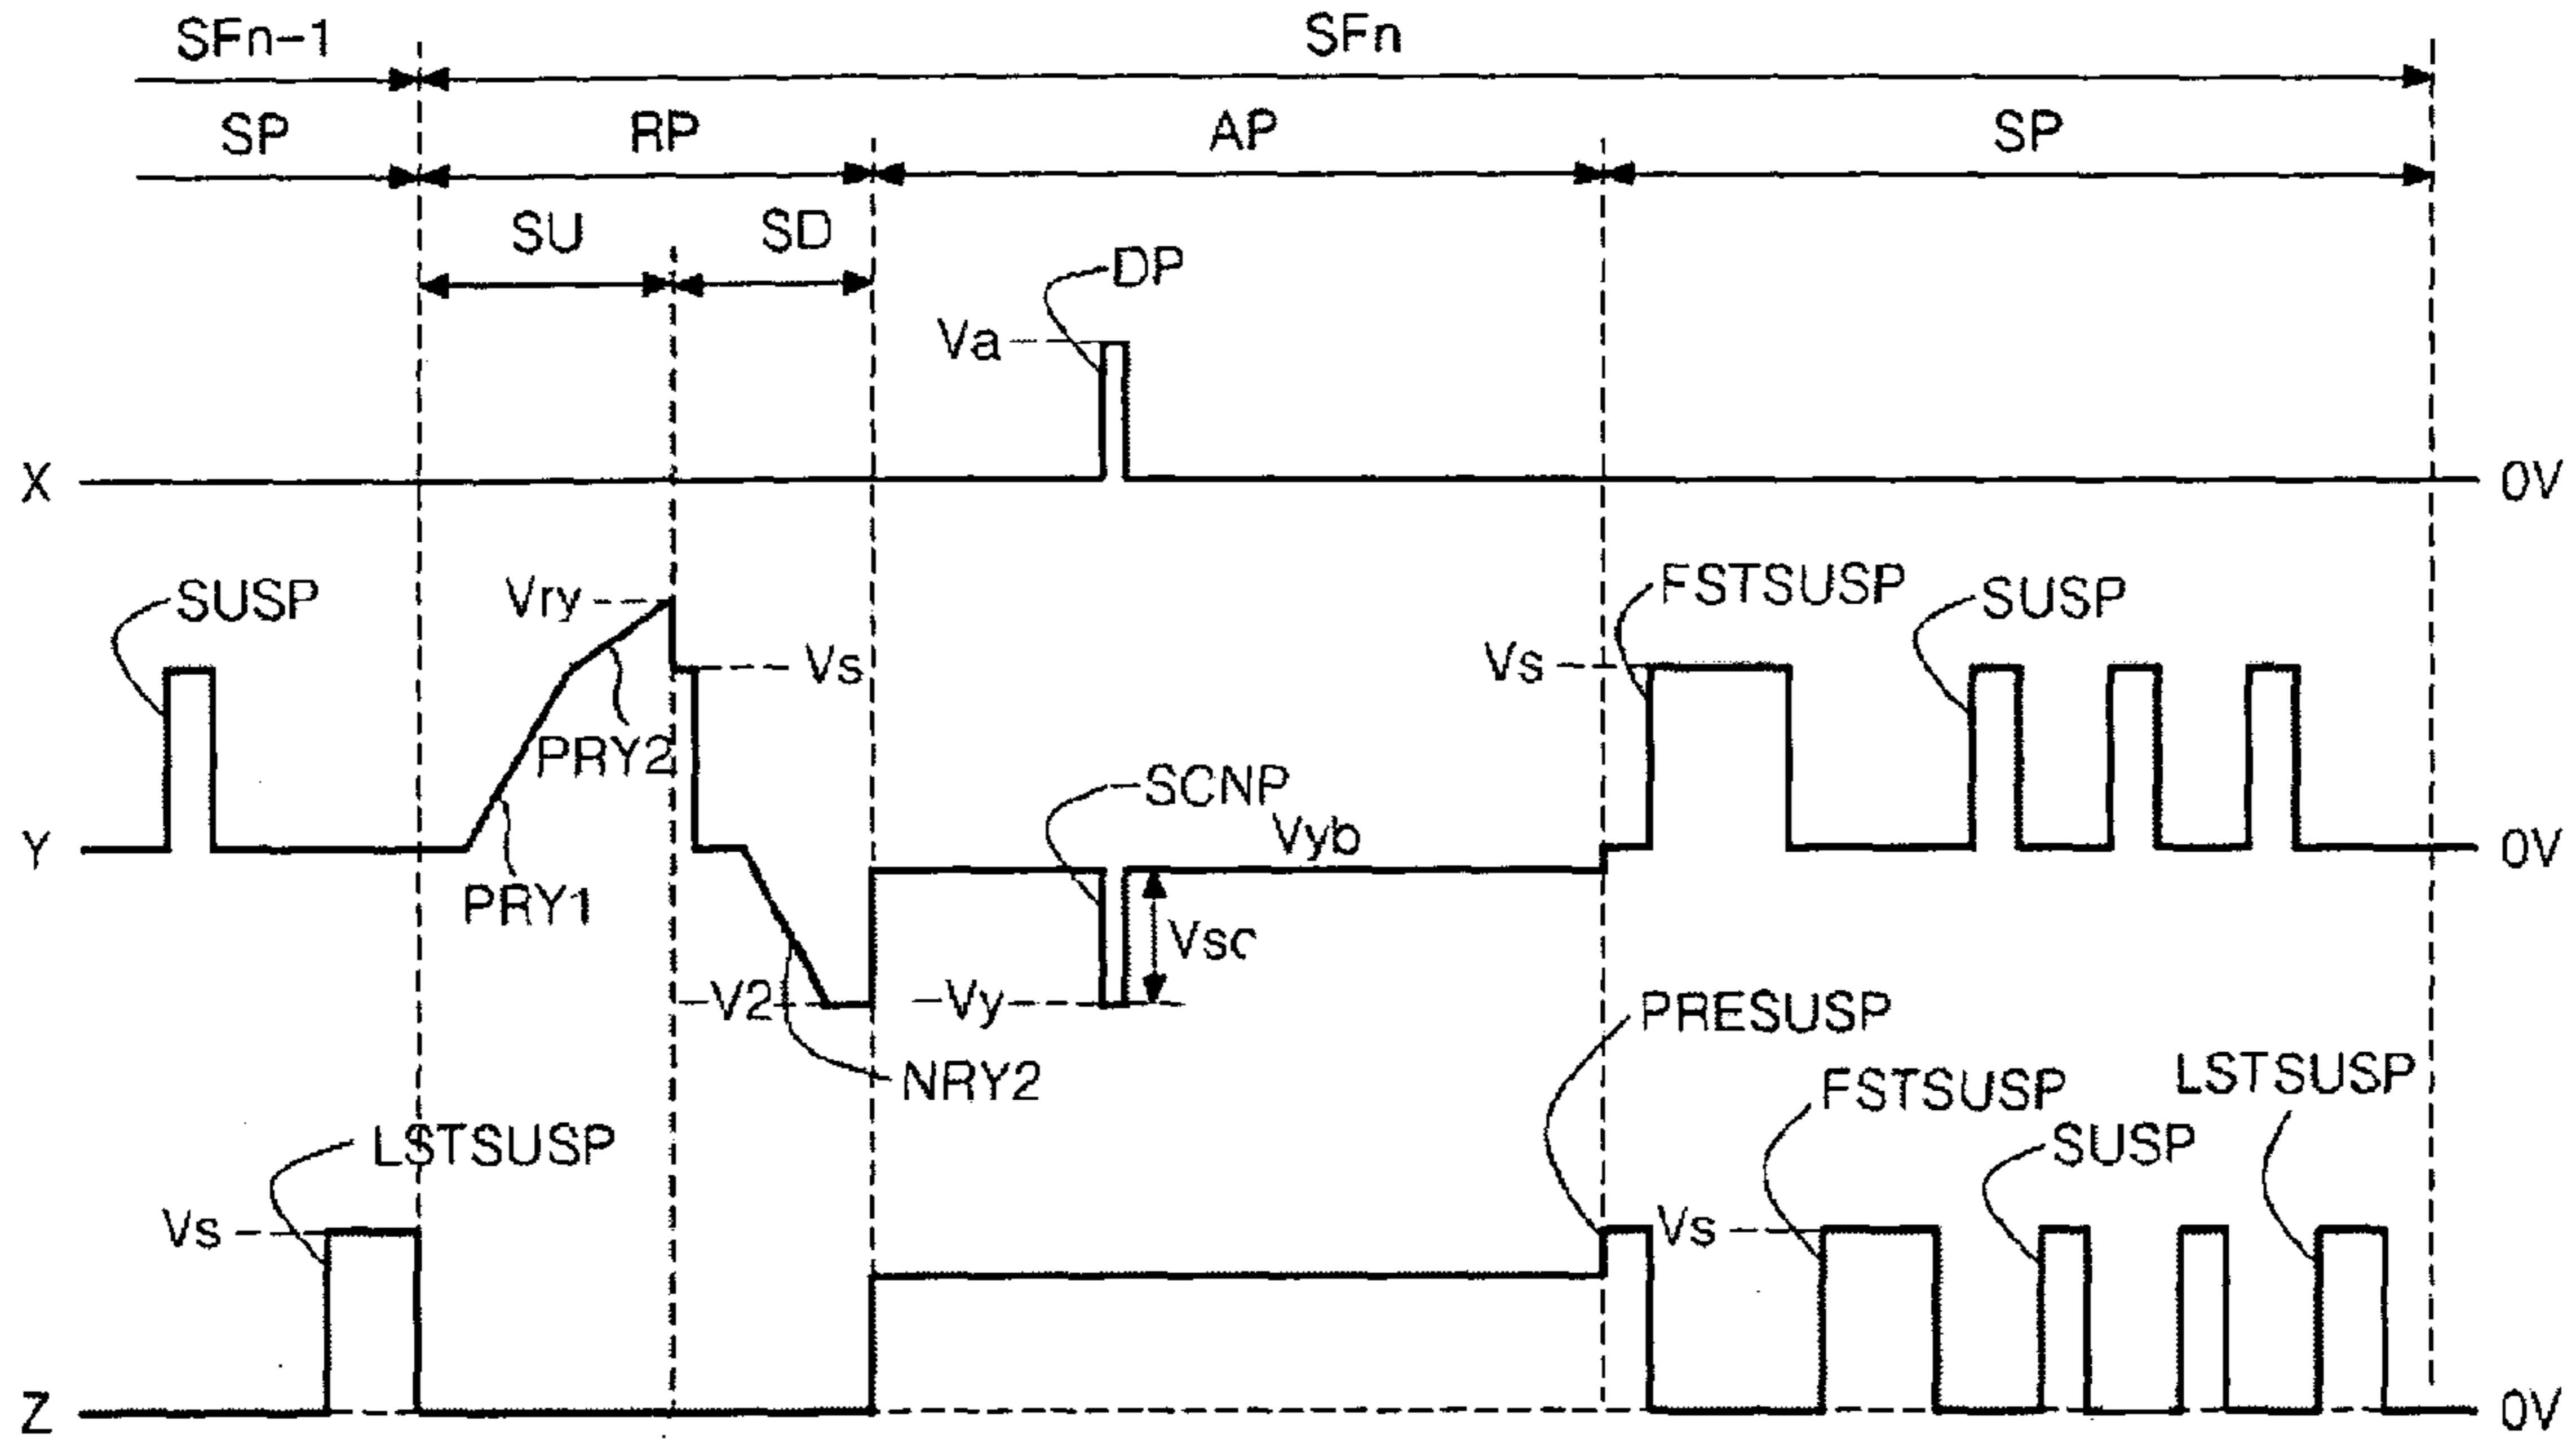 SFn-1 SFn
SP RP AP SP
SU SD
DP
Va
X 0V
SUSP Vry FSTSUSP SUSP
Vs Vs
PRY2
SCNP
Vyb
Y 0V
PRY1
Vsc
-V2 -Vy
PRESUSP
NRY2 FSTSUSP LSTSUSP
LSTSUSP SUSP
Vs Vs
Z 0V